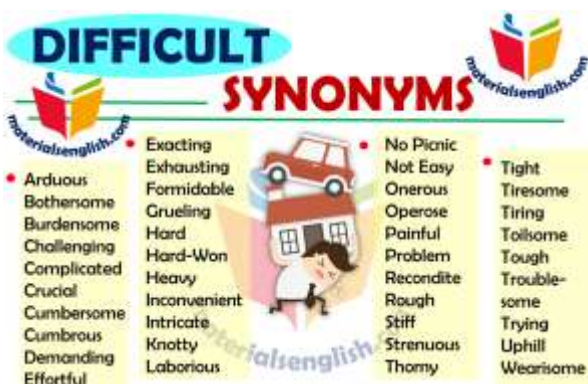 DIFFICULT
SYNONYMS
materialsenglish.com
materialsenglish.com
Arduous
Bothersome
Burdensome
Challenging
Complicated
Crucial
Cumbersome
Cumbrous
Demanding
Effortful
Exacting
Exhausting
Formidable
Grueling
Hard
Hard-Won
Heavy
Inconvenient
Intricate
Knotty
Laborious
No Picnic
Not Easy
Onerous
Operose
Painful
Problem
Recondite
Rough
Stiff
Strenuous
Thorny
Tight
Tiresome
Tiring
Toilsome
Tough
Trouble-
some
Trying
Uphill
Wearisome
materialsenglish.com